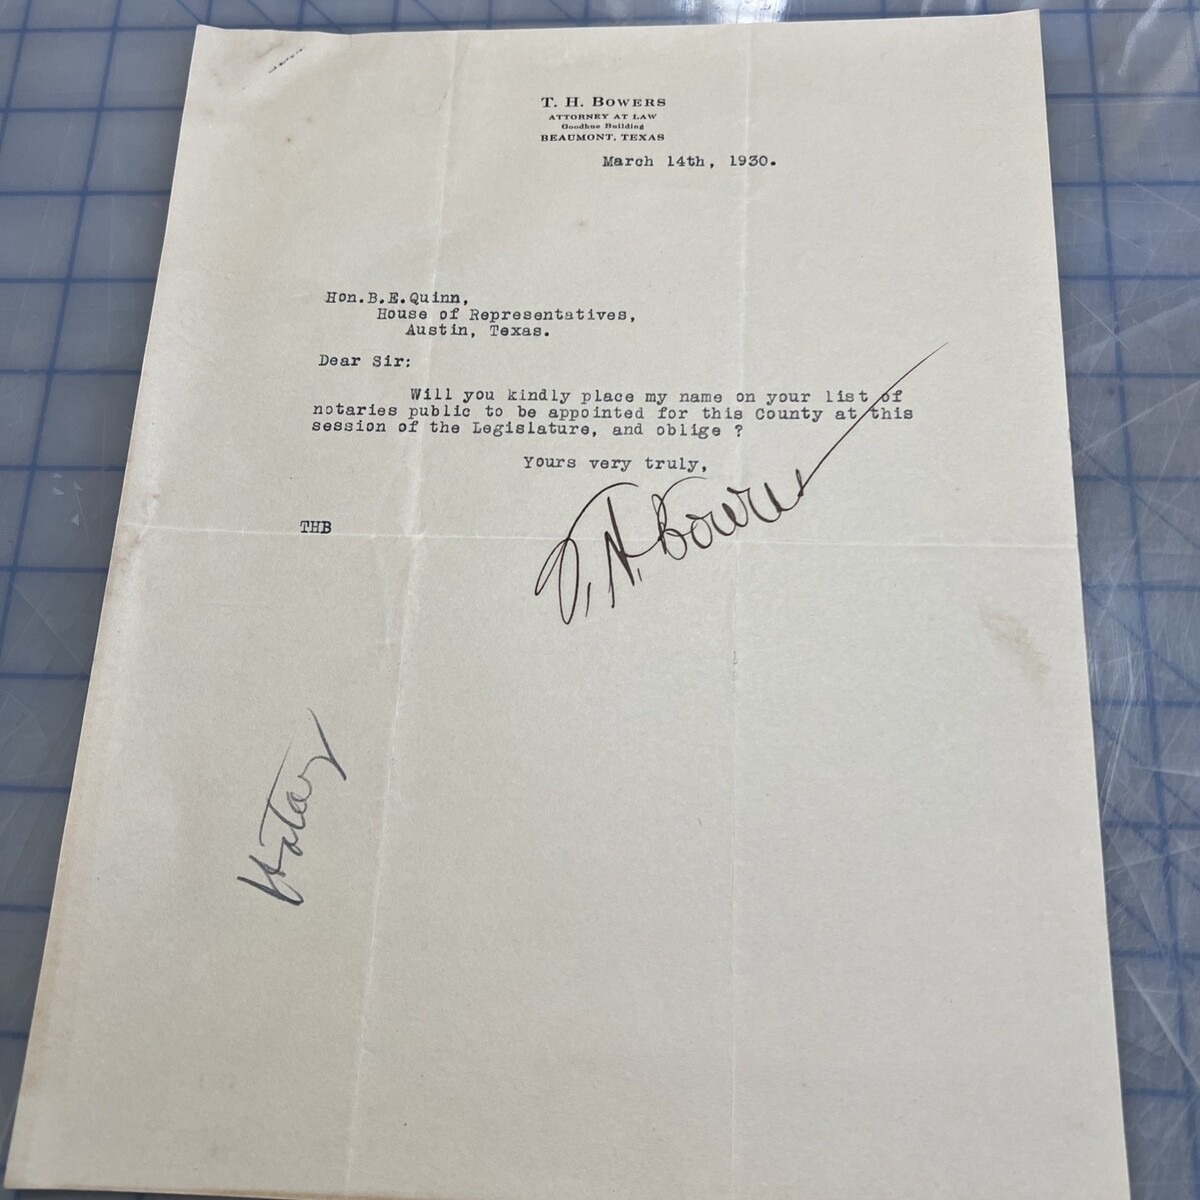 T. H. BOWERS
ATTORNEY AT LAW
Goodhue Building
BEAUMONT, TEXAS
March 14th, 1930.
Hon.B.E.Quinn,
House of Representatives,
Austin, Texas.
Dear Sir:
Will you kindly place my name on your list of
notaries public to be appointed for this County at this
session of the Legislature, and oblige ?
Yours very truly,
T. H. Bowers
THB
Notary